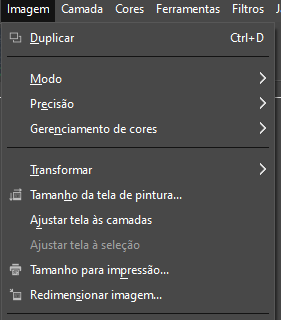 Imagem Camada Cores Ferramentas Filtros
Duplicar Ctrl+D
Modo
Precisão
Gerenciamento de cores
Transformar
Tamanho da tela de pintura...
Ajustar tela às camadas
Ajustar tela à seleção
Tamanho para impressão...
Redimensionar imagem...